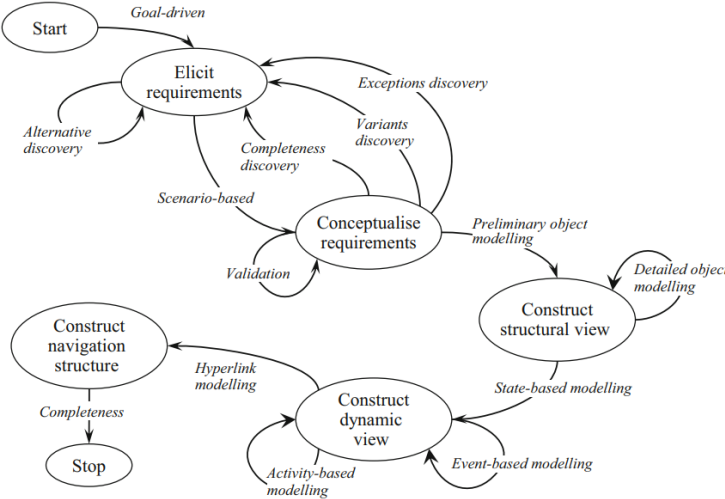 Goal-driven
Start
Elicit
requirements
Exceptions discovery
Alternative
discovery
Completeness
discovery
Variants
discovery
Scenario-based
Conceptualise
requirements
Preliminary object
modelling
Validation
Detailed object
modelling
Construct
structural view
Construct
navigation
structure
Hyperlink
modelling
State-based modelling
Construct
dynamic
view
Completeness
Stop
Activity-based
modelling
Event-based modelling